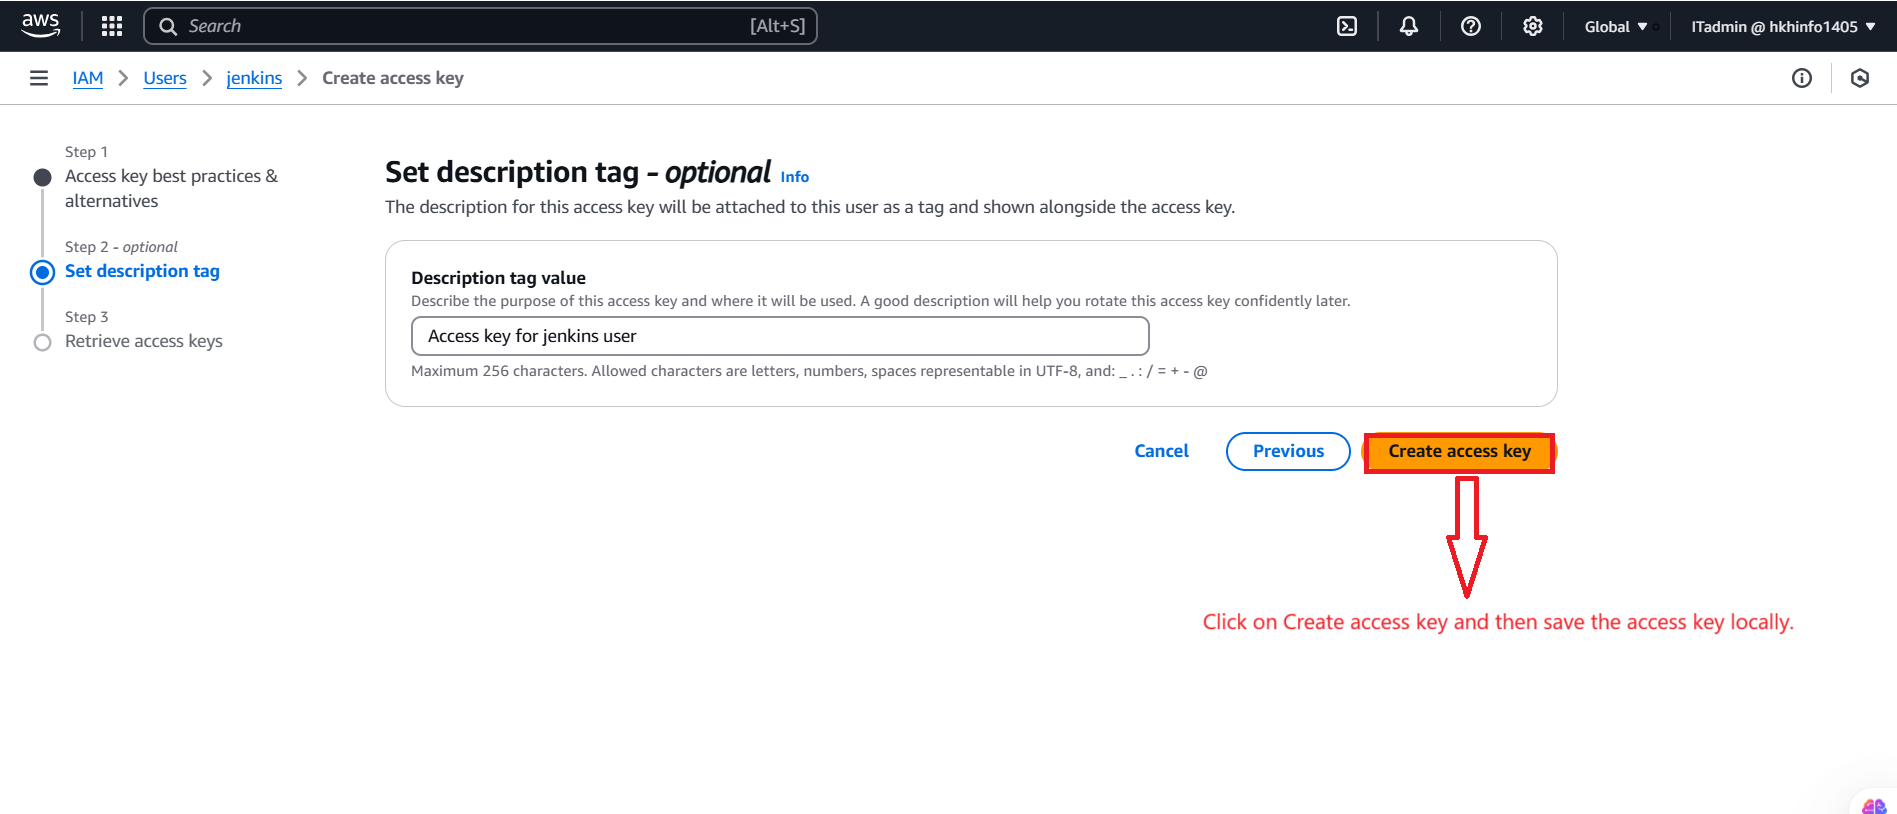 aws
Search [Alt+S]
Global
ITadmin @ hkhinfo1405
IAM > Users > jenkins > Create access key
Step 1
Access key best practices &
alternatives
Step 2 - optional
Set description tag
Step 3
Retrieve access keys
Set description tag - optional Info
The description for this access key will be attached to this user as a tag and shown alongside the access key.
Description tag value
Describe the purpose of this access key and where it will be used. A good description will help you rotate this access key confidently later.
Access key for jenkins user
Maximum 256 characters. Allowed characters are letters, numbers, spaces representable in UTF-8, and: _ . : / = + - @
Cancel Previous Create access key
Click on Create access key and then save the access key locally.